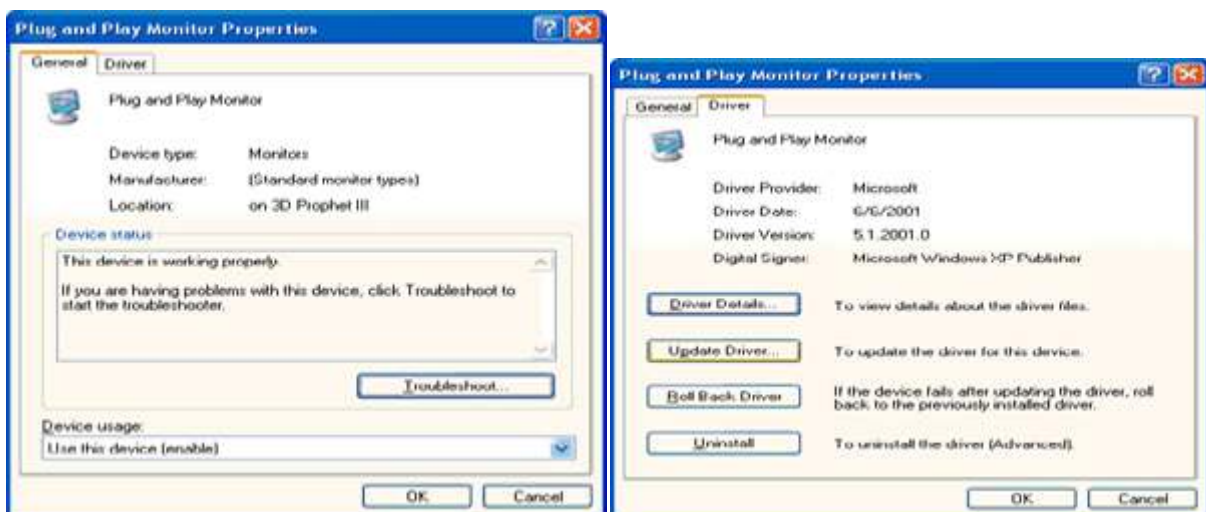 Plug and Play Monitor Properties
General Driver
Plug and Play Monitor
Device type: Monitors
Manufacturer: (Standard monitor types)
Location: on 3D Prophet III
Device status
This device is working properly.
If you are having problems with this device, click Troubleshoot to
start the troubleshooter.
Troubleshoot...
Device usage:
Use this device (enable)
OK Cancel
Plug and Play Monitor Properties
General Driver
Plug and Play Monitor
Driver Provider: Microsoft
Driver Date: 6/6/2001
Driver Version: 5.1.2001.0
Digital Signer: Microsoft Windows XP Publisher
Driver Details... To view details about the driver files.
Update Driver... To update the driver for this device.
Roll Back Driver If the device fails after updating the driver, roll
back to the previously installed driver.
Uninstall To uninstall the driver (Advanced).
OK Cancel